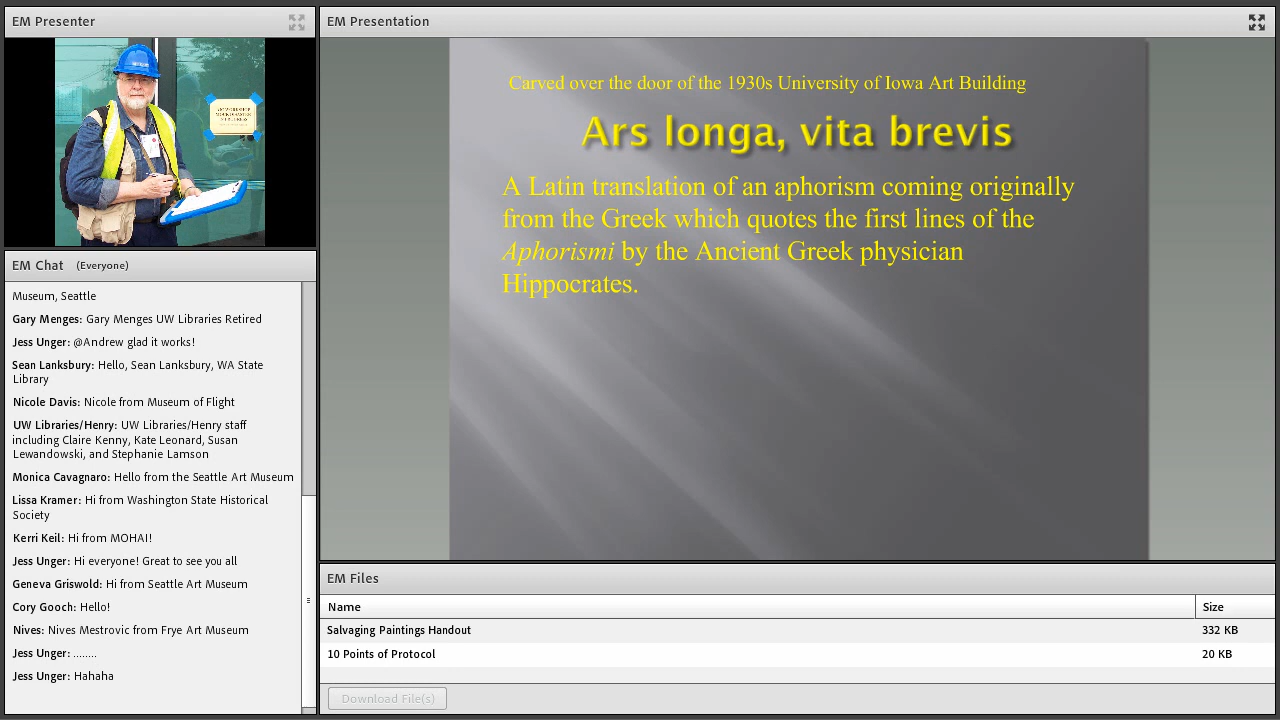 EM Presenter
EM Chat (Everyone)
Museum, Seattle
Gary Menges: Gary Menges UW Libraries Retired
Jess Unger: @Andrew glad it works!
Sean Lanksbury: Hello, Sean Lanksbury, WA State
Library
Nicole Davis: Nicole from Museum of Flight
UW Libraries/Henry: UW Libraries/Henry staff
including Claire Kenny, Kate Leonard, Susan
Lewandowski, and Stephanie Lamson
Monica Cavagnaro: Hello from the Seattle Art Museum
Lissa Kramer: Hi from Washington State Historical
Society
Kerri Keil: Hi from MOHAI!
Jess Unger: Hi everyone! Great to see you all
Geneva Griswold: Hi from Seattle Art Museum
Cory Gooch: Hello!
Nives: Nives Mestrovic from Frye Art Museum
Jess Unger: ........
Jess Unger: Hahaha
EM Presentation
Carved over the door of the 1930s University of Iowa Art Building
Ars longa, vita brevis
A Latin translation of an aphorism coming originally
from the Greek which quotes the first lines of the
Aphorismi by the Ancient Greek physician
Hippocrates.
EM Files
Name Size
Salvaging Paintings Handout 332 KB
10 Points of Protocol 20 KB
Download File(s)